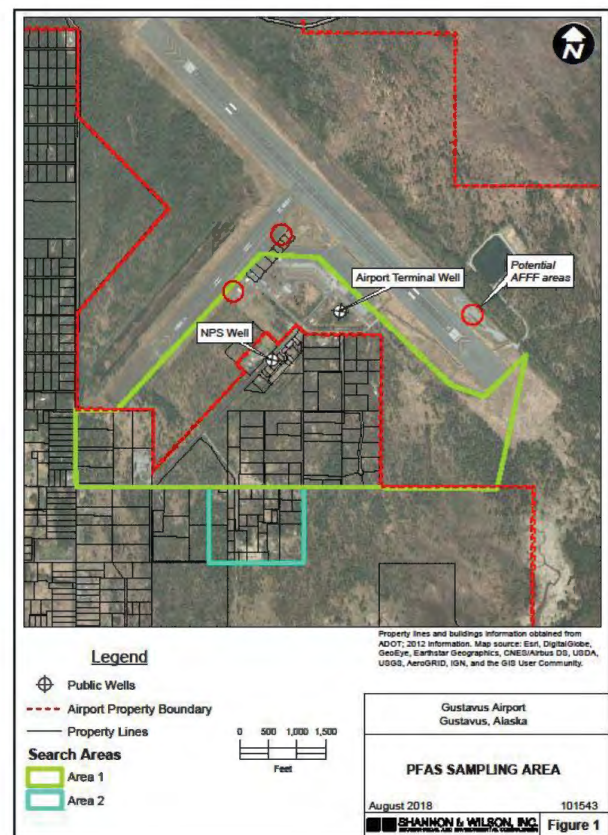 N
Potential
AFFF areas
Airport Terminal Well
NPS Well
Property lines and buildings information obtained from
ADOT; 2012 information. Map source: Esri, DigitalGlobe,
GeoEye, Earthstar Geographics, CNES/Airbus DS, USDA,
USGS, AeroGRID, IGN, and the GIS User Community.
Legend
Public Wells
Airport Property Boundary
Property Lines
Search Areas
Area 1
Area 2
0 500 1,000 1,500
Feet
Gustavus Airport
Gustavus, Alaska
PFAS SAMPLING AREA
August 2018 101543
SHANNON & WILSON, INC. Figure 1